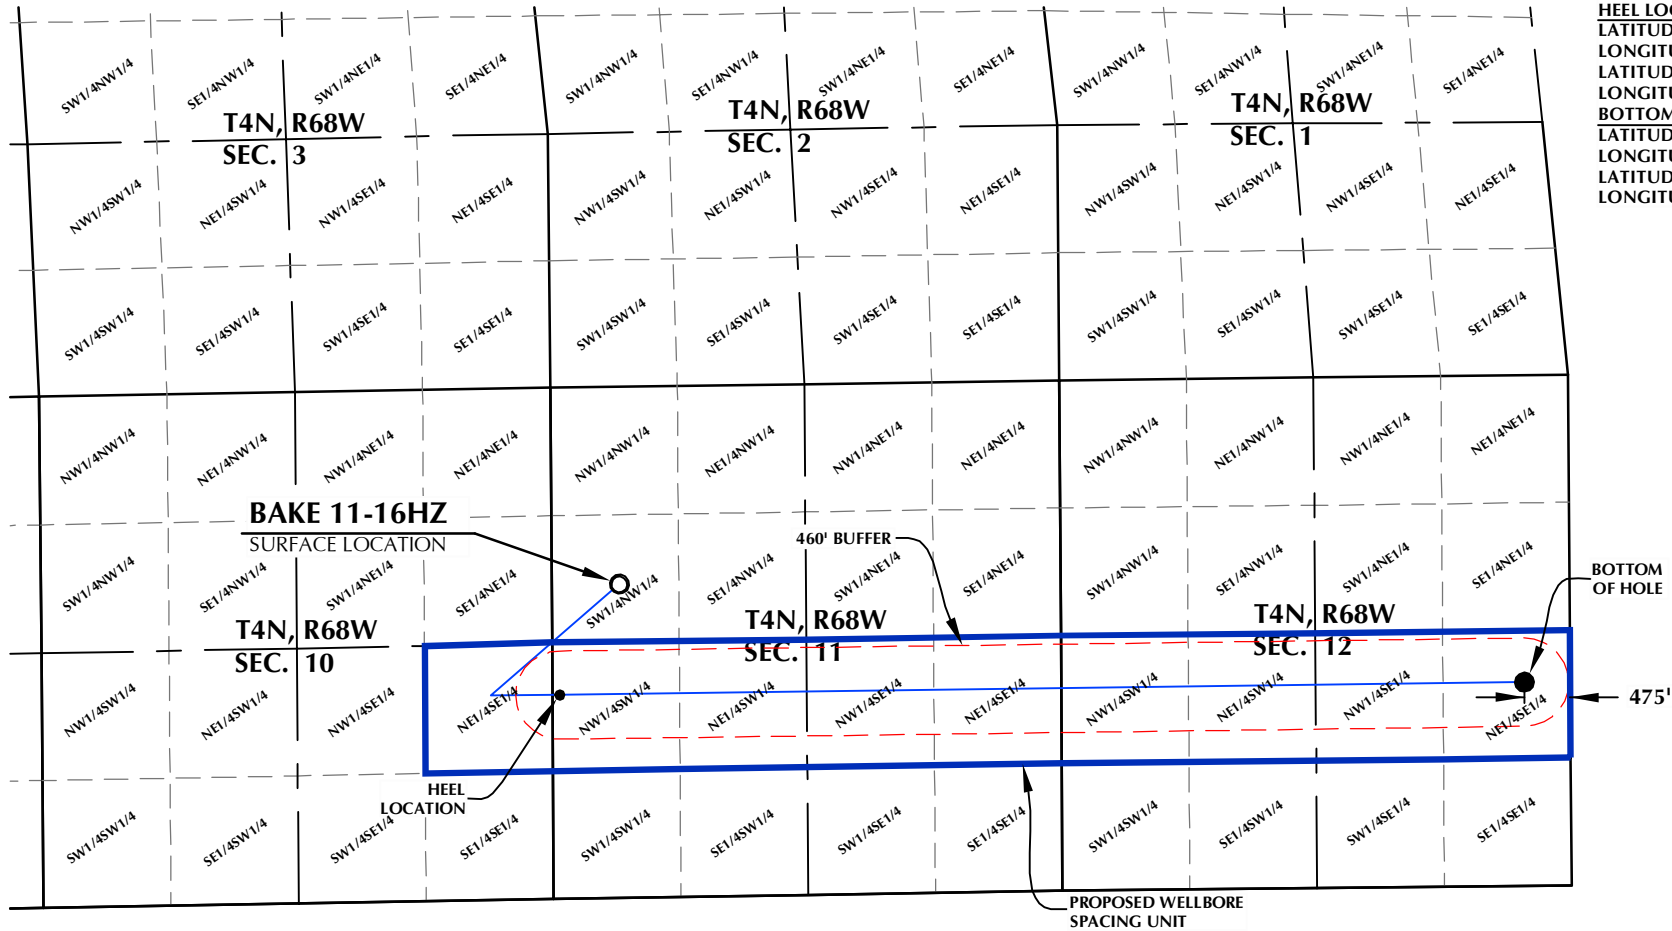 HEEL LOC
LATITUD
LONGITU
LATITUD
LONGITU
BOTTOM
LATITUD
LONGITU
LATITUD
LONGITU
SW1/4NW1/4
SE1/4NW1/4
SW1/4NE1/4
SE1/4NE1/4
SW1/4NW1/4
SE1/4NW1/4
SW1/4NE1/4
SE1/4NE1/4
SW1/4NW1/4
SE1/4NW1/4
SW1/4NE1/4
SE1/4NE1/4
T4N, R68W
SEC. 3
T4N, R68W
SEC. 2
T4N, R68W
SEC. 1
NW1/4SW1/4
NE1/4SW1/4
NW1/4SE1/4
NE1/4SE1/4
NW1/4SW1/4
NE1/4SW1/4
NW1/4SE1/4
NE1/4SE1/4
NW1/4SW1/4
NE1/4SW1/4
NW1/4SE1/4
NE1/4SE1/4
SW1/4SW1/4
SE1/4SW1/4
SW1/4SE1/4
SE1/4SE1/4
SW1/4SW1/4
SE1/4SW1/4
SW1/4SE1/4
SE1/4SE1/4
SW1/4SW1/4
SE1/4SW1/4
SW1/4SE1/4
SE1/4SE1/4
NW1/4NW1/4
NE1/4NW1/4
NW1/4NE1/4
NE1/4NE1/4
NW1/4NW1/4
NE1/4NW1/4
NW1/4NE1/4
NE1/4NE1/4
NW1/4NW1/4
NE1/4NW1/4
NW1/4NE1/4
NE1/4NE1/4
BAKE 11-16HZ
SURFACE LOCATION
460' BUFFER
BOTTOM
OF HOLE
SW1/4NW1/4
SE1/4NW1/4
SW1/4NE1/4
SE1/4NE1/4
SW1/4NW1/4
SE1/4NW1/4
SW1/4NE1/4
SE1/4NE1/4
SW1/4NW1/4
SE1/4NW1/4
SW1/4NE1/4
SE1/4NE1/4
T4N, R68W
SEC. 10
T4N, R68W
SEC. 11
T4N, R68W
SEC. 12
NW1/4SW1/4
NE1/4SW1/4
NW1/4SE1/4
NE1/4SE1/4
NW1/4SW1/4
NE1/4SW1/4
NW1/4SE1/4
NE1/4SE1/4
NW1/4SW1/4
NE1/4SW1/4
NW1/4SE1/4
NE1/4SE1/4
475'
HEEL
LOCATION
SW1/4SW1/4
SE1/4SW1/4
SW1/4SE1/4
SE1/4SE1/4
SW1/4SW1/4
SE1/4SW1/4
SW1/4SE1/4
SE1/4SE1/4
SW1/4SW1/4
SE1/4SW1/4
SW1/4SE1/4
SE1/4SE1/4
PROPOSED WELLBORE
SPACING UNIT